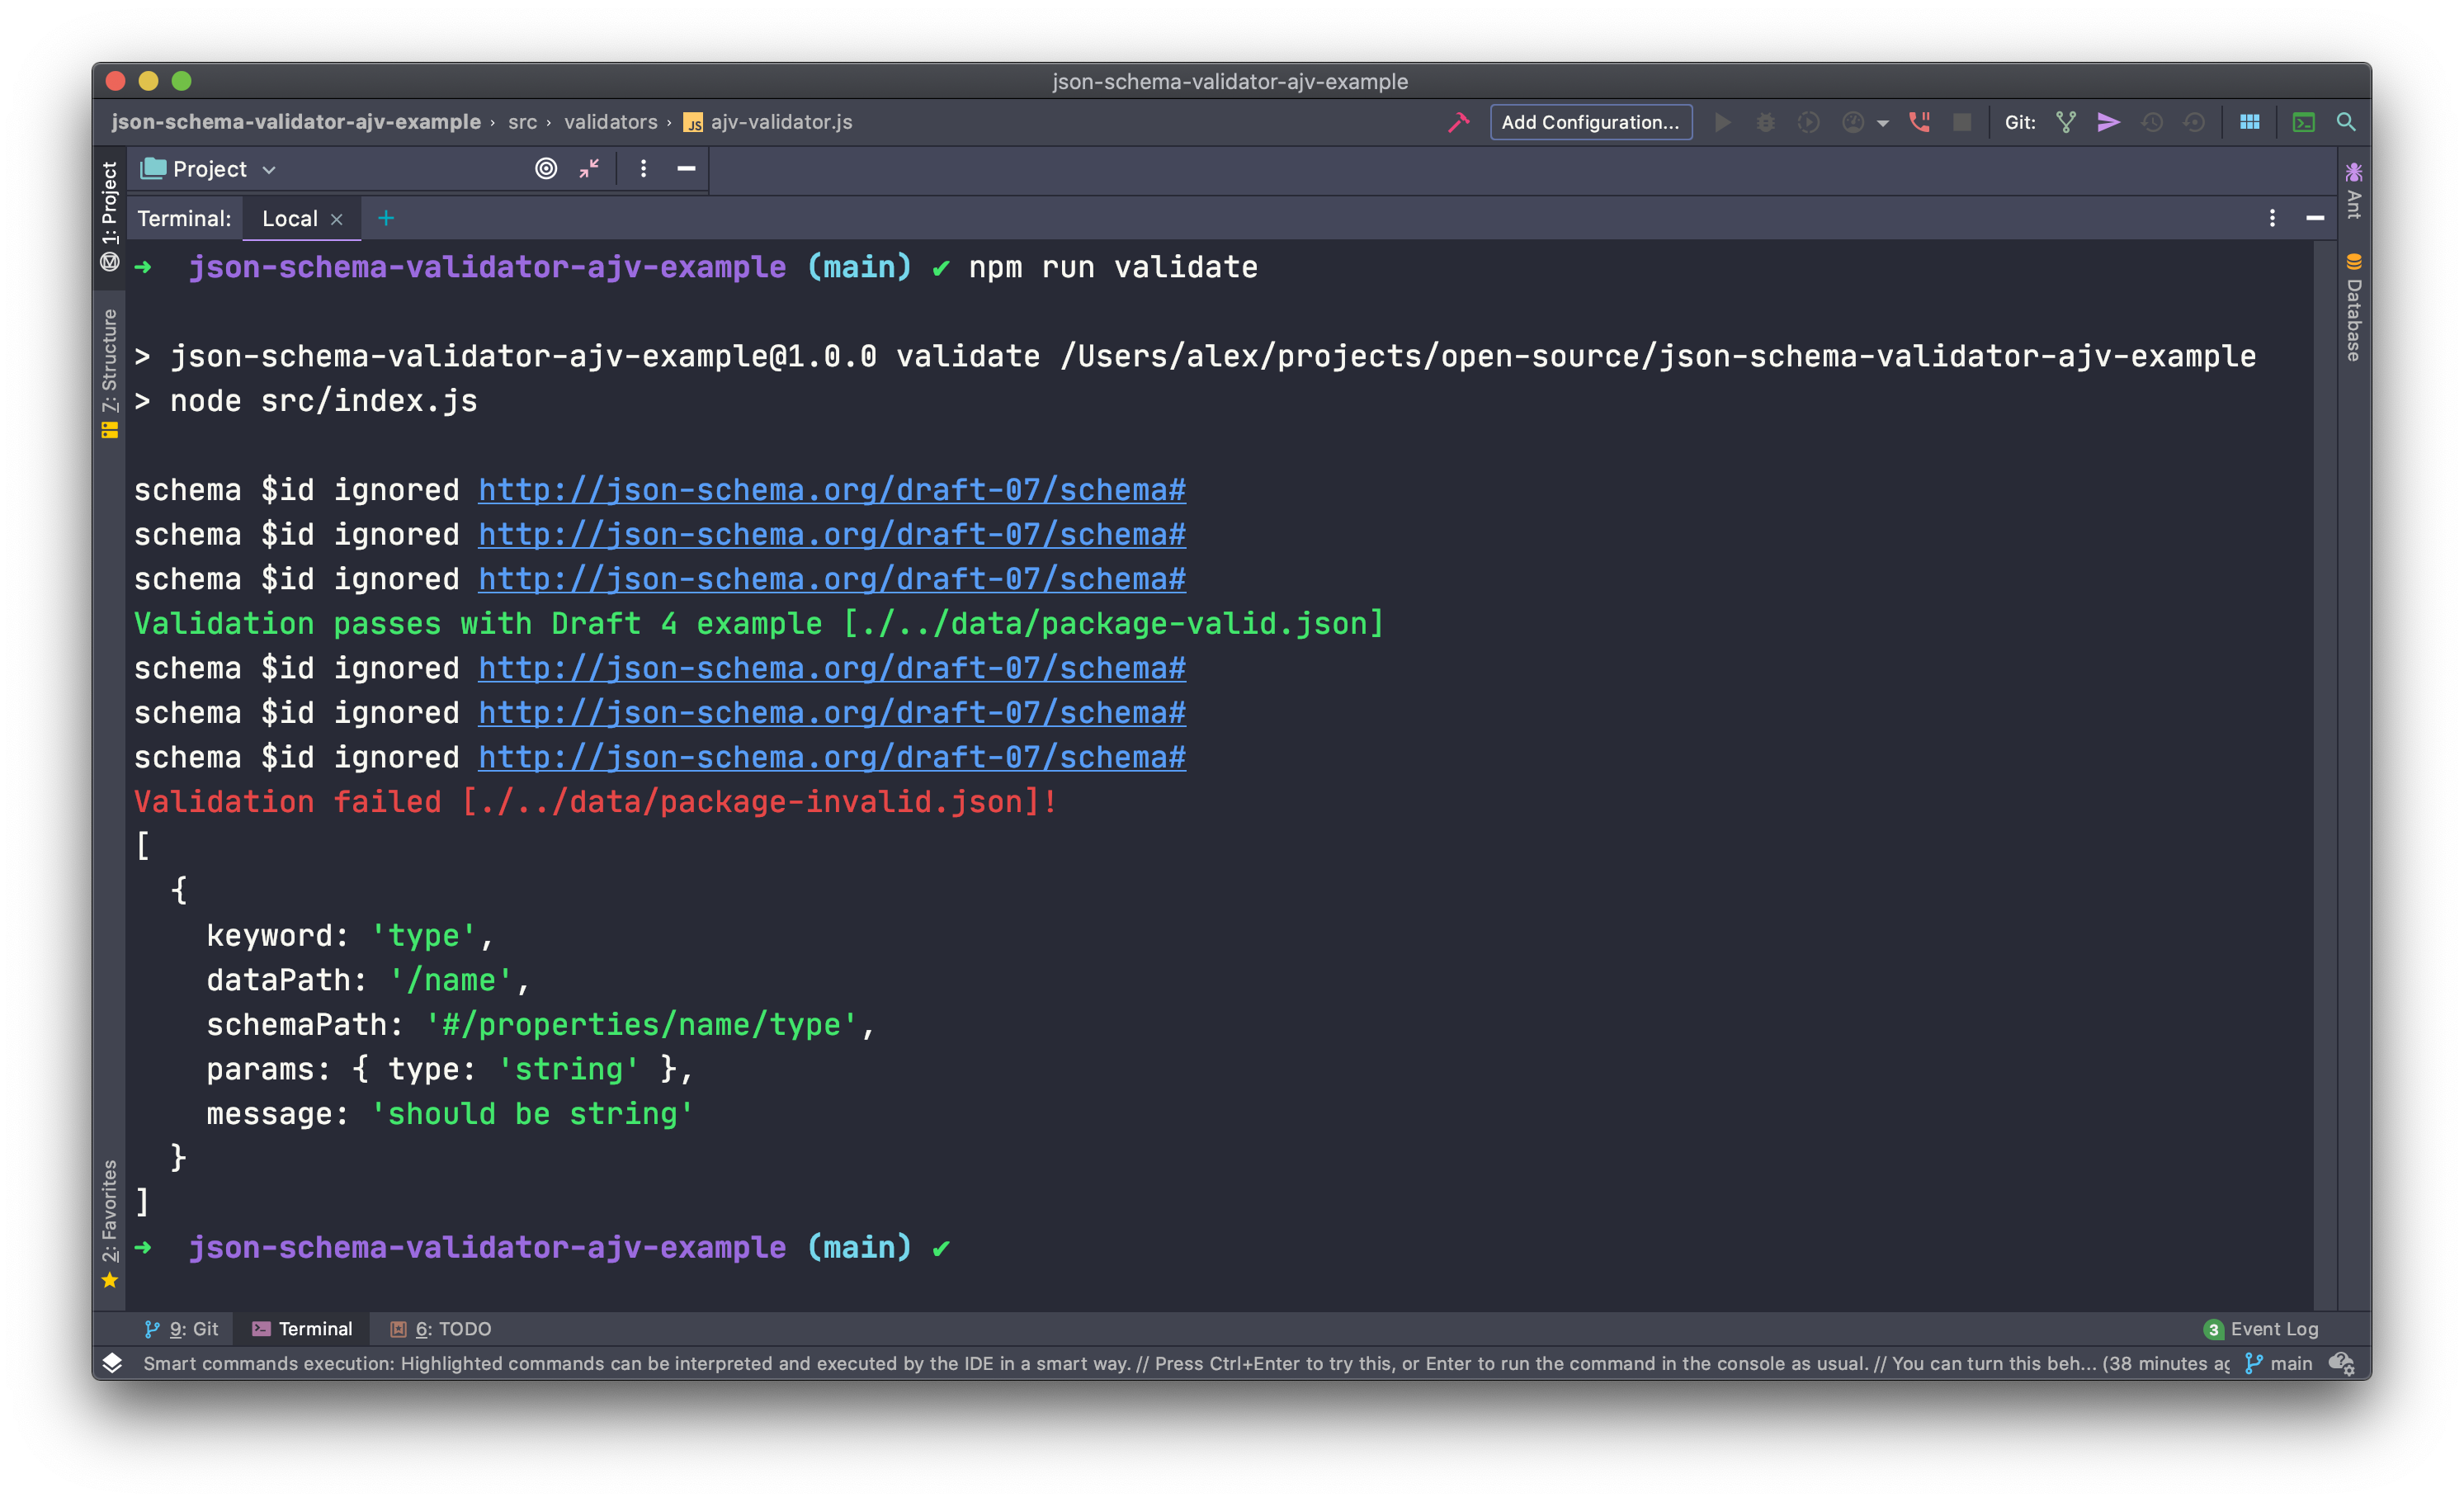 json-schema-validator-ajv-example
json-schema-validator-ajv-example › src › validators › JS ajv-validator.js
Add Configuration...
Git:
Project
Terminal: Local × +
1: Project
Z: Structure
2: Favorites
Ant
Database
➜ json-schema-validator-ajv-example (main) ✔ npm run validate
> json-schema-validator-ajv-example@1.0.0 validate /Users/alex/projects/open-source/json-schema-validator-ajv-example
> node src/index.js
schema $id ignored http://json-schema.org/draft-07/schema#
schema $id ignored http://json-schema.org/draft-07/schema#
schema $id ignored http://json-schema.org/draft-07/schema#
Validation passes with Draft 4 example [./../data/package-valid.json]
schema $id ignored http://json-schema.org/draft-07/schema#
schema $id ignored http://json-schema.org/draft-07/schema#
schema $id ignored http://json-schema.org/draft-07/schema#
Validation failed [./../data/package-invalid.json]!
[
  {
    keyword: 'type',
    dataPath: '/name',
    schemaPath: '#/properties/name/type',
    params: { type: 'string' },
    message: 'should be string'
  }
]
➜ json-schema-validator-ajv-example (main) ✔
9: Git
Terminal
6: TODO
3 Event Log
Smart commands execution: Highlighted commands can be interpreted and executed by the IDE in a smart way. // Press Ctrl+Enter to try this, or Enter to run the command in the console as usual. // You can turn this beh... (38 minutes ag
main